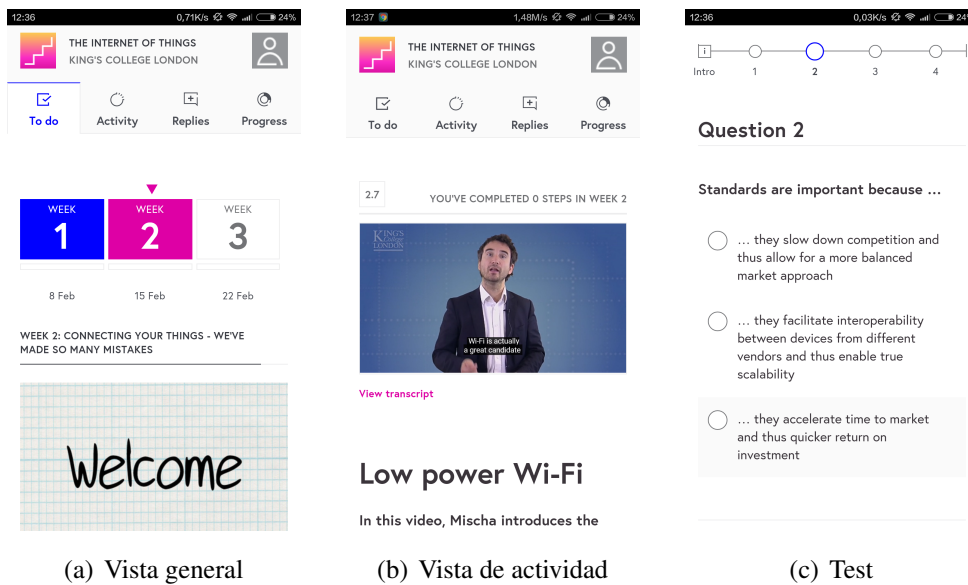 12:36 0,71K/s 24%
THE INTERNET OF THINGS
KING'S COLLEGE LONDON
To do Activity Replies Progress
WEEK WEEK WEEK
1 2 3
8 Feb 15 Feb 22 Feb
WEEK 2: CONNECTING YOUR THINGS - WE'VE
MADE SO MANY MISTAKES
Welcome
(a) Vista general
12:37 1,48M/s 24%
THE INTERNET OF THINGS
KING'S COLLEGE LONDON
To do Activity Replies Progress
2.7 YOU'VE COMPLETED 0 STEPS IN WEEK 2
KING'S
College
LONDON
Wi-Fi is actually
a great candidate
View transcript
Low power Wi-Fi
In this video, Mischa introduces the
(b) Vista de actividad
12:36 0,03K/s 24%
i
Intro 1 2 3 4
Question 2
Standards are important because ...
... they slow down competition and
thus allow for a more balanced
market approach
... they facilitate interoperability
between devices from different
vendors and thus enable true
scalability
... they accelerate time to market
and thus quicker return on
investment
(c) Test